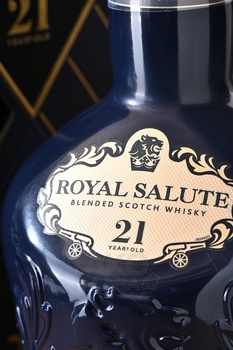 21
YEARS OLD
ROYAL SALUTE
BLENDED SCOTCH WHISKY
21
YEARS OLD